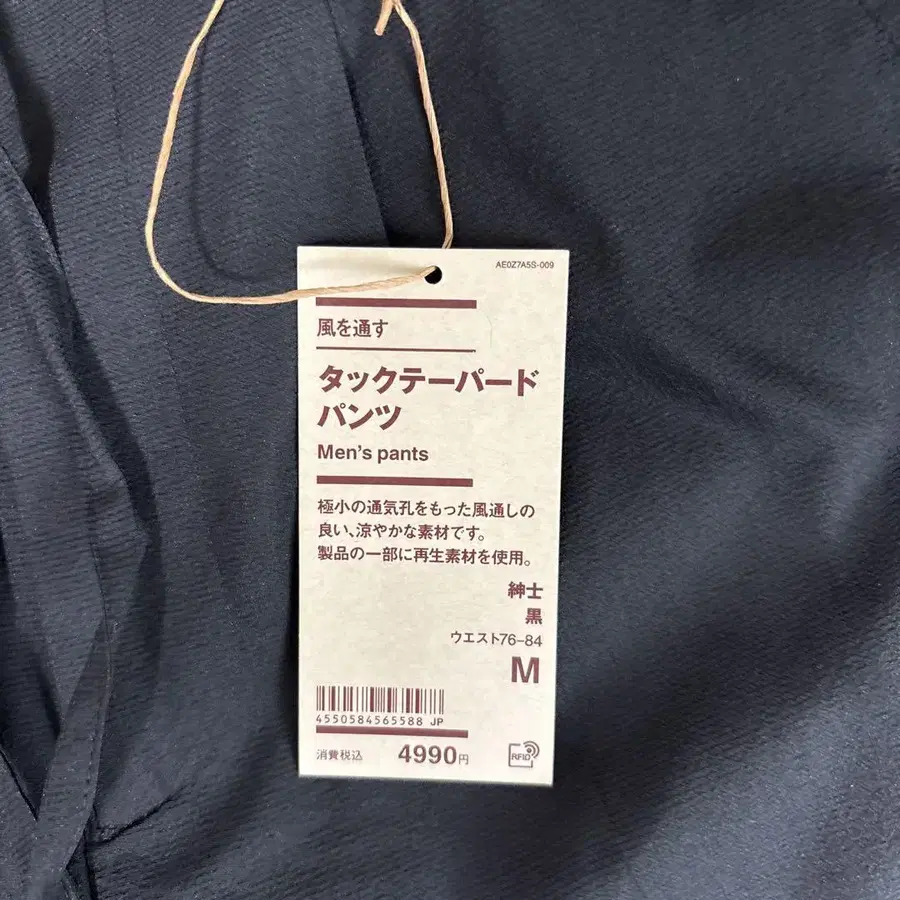 AE0Z7A5S-009
風を通す
タックテーパード
パンツ
Men's pants
極小の通気孔をもった風通しの
良い、涼やかな素材です。
製品の一部に再生素材を使用。
紳士
黒
ウエスト76-84
M
4550584565588 JP
消費税込 4990円
RFID